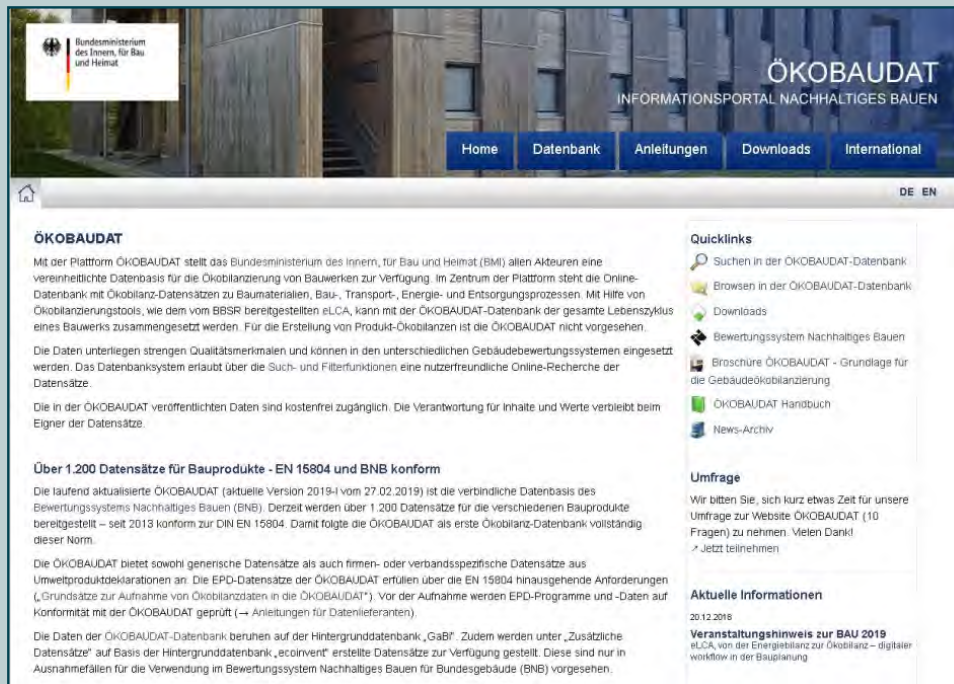 Bundesministerium
des Innern, für Bau
und Heimat
ÖKOBAUDAT
INFORMATIONSPORTAL NACHHALTIGES BAUEN
Home Datenbank Anleitungen Downloads International
DE EN
ÖKOBAUDAT
Mit der Plattform ÖKOBAUDAT stellt das Bundesministerium des Innern, für Bau und Heimat (BMI) allen Akteuren eine
vereinheitlichte Datenbasis für die Ökobilanzierung von Bauwerken zur Verfügung. Im Zentrum der Plattform steht die Online-
Datenbank mit Ökobilanz-Datensätzen zu Baumaterialien, Bau-, Transport-, Energie- und Entsorgungsprozessen. Mit Hilfe von
Ökobilanzierungstools, wie dem vom BBSR bereitgestellten eLCA, kann mit der ÖKOBAUDAT-Datenbank der gesamte Lebenszyklus
eines Bauwerks zusammengesetzt werden. Für die Erstellung von Produkt-Ökobilanzen ist die ÖKOBAUDAT nicht vorgesehen.
Die Daten unterliegen strengen Qualitätsmerkmalen und können in den unterschiedlichen Gebäudebewertungssystemen eingesetzt
werden. Das Datenbanksystem erlaubt über die Such- und Filterfunktionen eine nutzerfreundliche Online-Recherche der
Datensätze.
Die in der ÖKOBAUDAT veröffentlichten Daten sind kostenfrei zugänglich. Die Verantwortung für Inhalte und Werte verbleibt beim
Eigner der Datensätze.
Über 1.200 Datensätze für Bauprodukte - EN 15804 und BNB konform
Die laufend aktualisierte ÖKOBAUDAT (aktuelle Version 2019-I vom 27.02.2019) ist die verbindliche Datenbasis des
Bewertungssystems Nachhaltiges Bauen (BNB). Derzeit werden über 1.200 Datensätze für die verschiedenen Bauprodukte
bereitgestellt – seit 2013 konform zur DIN EN 15804. Damit folgte die ÖKOBAUDAT als erste Ökobilanz-Datenbank vollständig
dieser Norm.
Die ÖKOBAUDAT bietet sowohl generische Datensätze als auch firmen- oder verbandsspezifische Datensätze aus
Umweltproduktdeklarationen an. Die EPD-Datensätze der ÖKOBAUDAT erfüllen über die EN 15804 hinausgehende Anforderungen
(„Grundsätze zur Aufnahme von Ökobilanzdaten in die ÖKOBAUDAT"). Vor der Aufnahme werden EPD-Programme und -Daten auf
Konformität mit der ÖKOBAUDAT geprüft (→ Anleitungen für Datenlieferanten).
Die Daten der ÖKOBAUDAT-Datenbank beruhen auf der Hintergrunddatenbank „GaBi". Zudem werden unter „Zusätzliche
Datensätze" auf Basis der Hintergrunddatenbank „ecoinvent" erstellte Datensätze zur Verfügung gestellt. Diese sind nur in
Ausnahmefällen für die Verwendung im Bewertungssystem Nachhaltiges Bauen für Bundesgebäude (BNB) vorgesehen.
Quicklinks
Suchen in der ÖKOBAUDAT-Datenbank
Browsen in der ÖKOBAUDAT-Datenbank
Downloads
Bewertungssystem Nachhaltiges Bauen
Broschüre ÖKOBAUDAT - Grundlage für
die Gebäudeökobilanzierung
ÖKOBAUDAT Handbuch
News-Archiv
Umfrage
Wir bitten Sie, sich kurz etwas Zeit für unsere
Umfrage zur Website ÖKOBAUDAT (10
Fragen) zu nehmen. Vielen Dank!
↗ Jetzt teilnehmen
Aktuelle Informationen
20.12.2018
Veranstaltungshinweis zur BAU 2019
eLCA, von der Energiebilanz zur Ökobilanz – digitaler
workflow in der Bauplanung